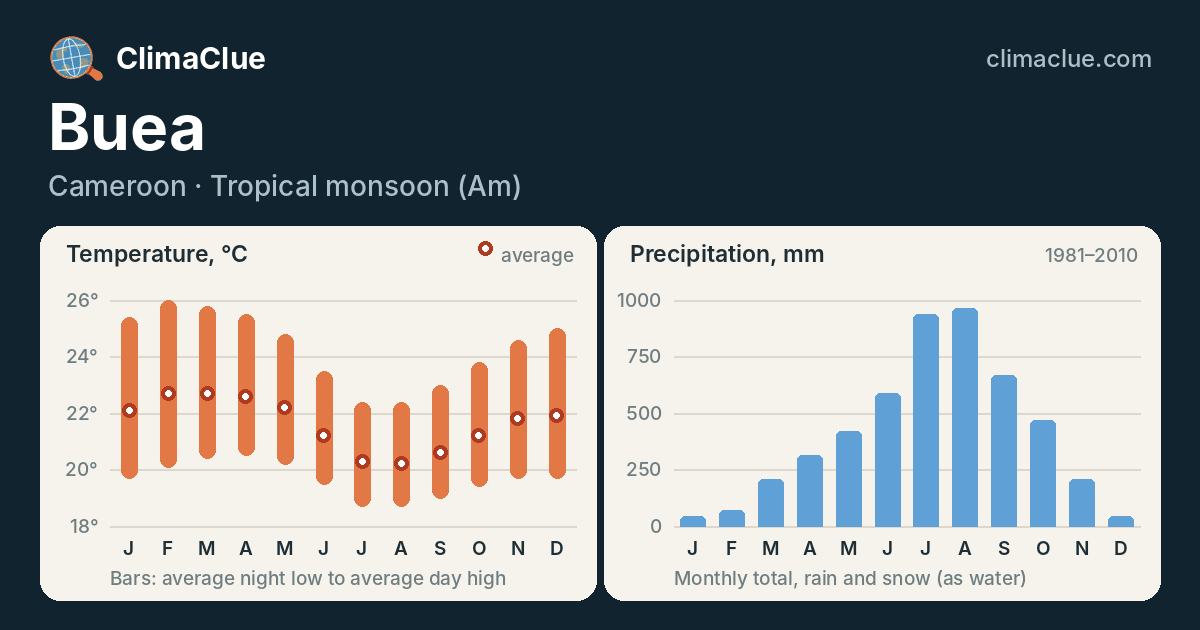 ClimaClue
climaclue.com
Buea
Cameroon · Tropical monsoon (Am)
Temperature, °C
average
26°
24°
22°
20°
18°
J F M A M J J A S O N D
Bars: average night low to average day high
Precipitation, mm
1981–2010
1000
750
500
250
0
J F M A M J J A S O N D
Monthly total, rain and snow (as water)